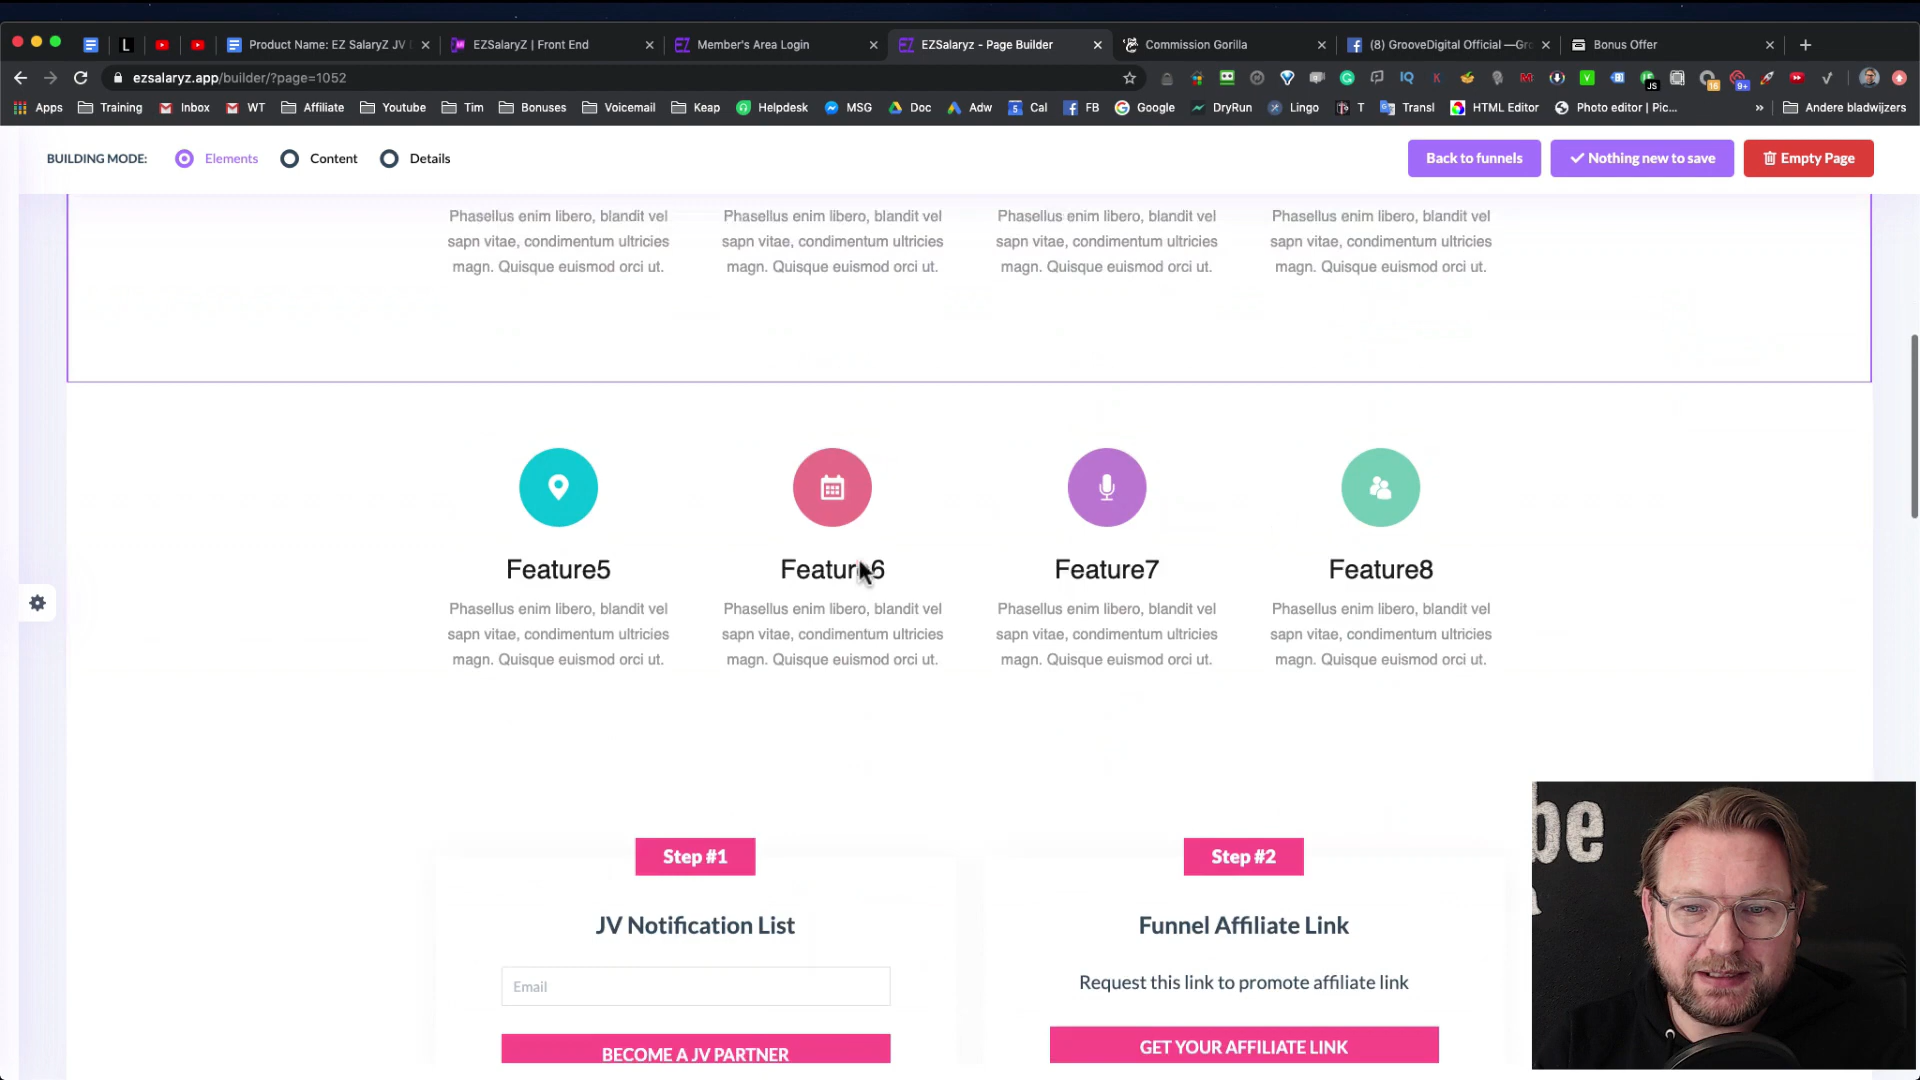 Product Name: EZ SalaryZ JV D
EZSalaryZ | Front End
Member's Area Login
EZSalaryz - Page Builder
Commission Gorilla
(8) GrooveDigital Official —Gro
Bonus Offer
ezsalaryz.app/builder/?page=1052
Apps
Training
Inbox
WT
Affiliate
Youtube
Tim
Bonuses
Voicemail
Keap
Helpdesk
MSG
Doc
Adw
Cal
FB
Google
DryRun
Lingo
T
Transl
HTML Editor
Photo editor | Pic...
»
Andere bladwijzers
BUILDING MODE:
Elements
Content
Details
Back to funnels
Nothing new to save
Empty Page
Phasellus enim libero, blandit vel
sapn vitae, condimentum ultricies
magn. Quisque euismod orci ut.
Phasellus enim libero, blandit vel
sapn vitae, condimentum ultricies
magn. Quisque euismod orci ut.
Phasellus enim libero, blandit vel
sapn vitae, condimentum ultricies
magn. Quisque euismod orci ut.
Phasellus enim libero, blandit vel
sapn vitae, condimentum ultricies
magn. Quisque euismod orci ut.
Feature5
Phasellus enim libero, blandit vel
sapn vitae, condimentum ultricies
magn. Quisque euismod orci ut.
Feature6
Phasellus enim libero, blandit vel
sapn vitae, condimentum ultricies
magn. Quisque euismod orci ut.
Feature7
Phasellus enim libero, blandit vel
sapn vitae, condimentum ultricies
magn. Quisque euismod orci ut.
Feature8
Phasellus enim libero, blandit vel
sapn vitae, condimentum ultricies
magn. Quisque euismod orci ut.
Step #1
JV Notification List
Email
BECOME A JV PARTNER
Step #2
Funnel Affiliate Link
Request this link to promote affiliate link
GET YOUR AFFILIATE LINK
be